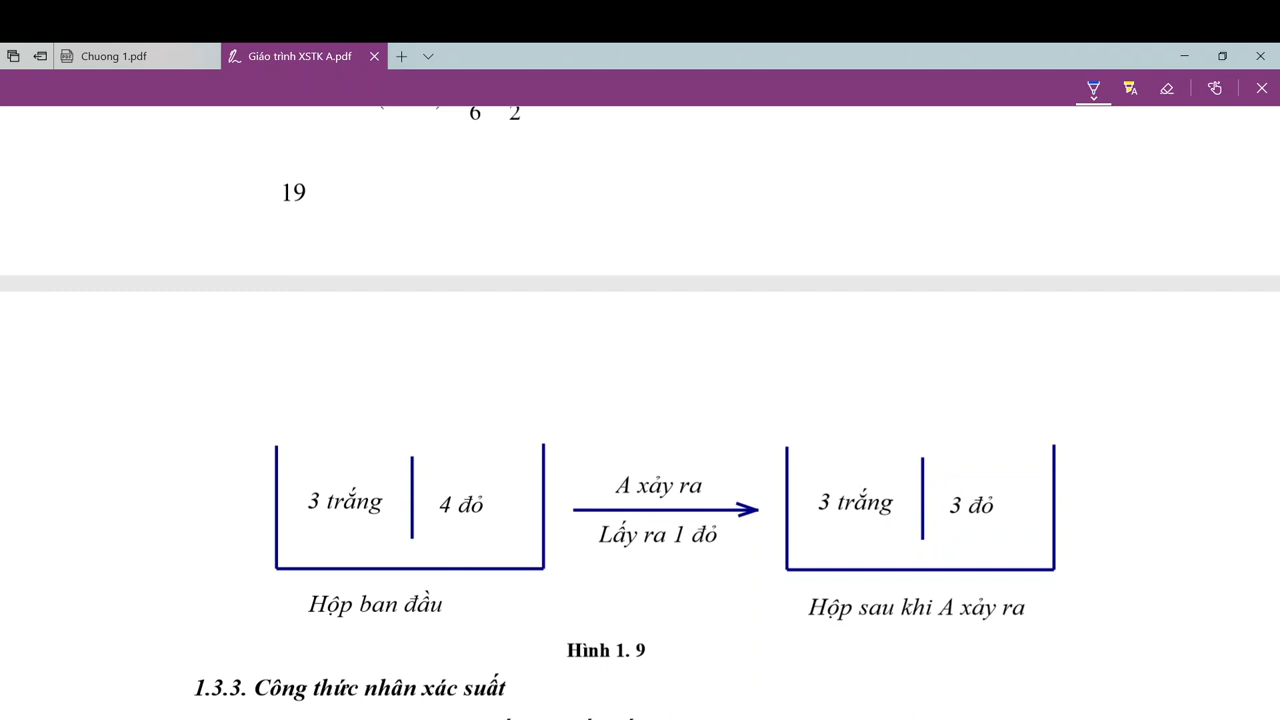 Chuong 1.pdf
Giáo trình XSTK A.pdf
6 2
19
3 trắng 4 đỏ
A xảy ra
Lấy ra 1 đỏ
3 trắng 3 đỏ
Hộp ban đầu
Hộp sau khi A xảy ra
Hình 1. 9
1.3.3. Công thức nhân xác suất